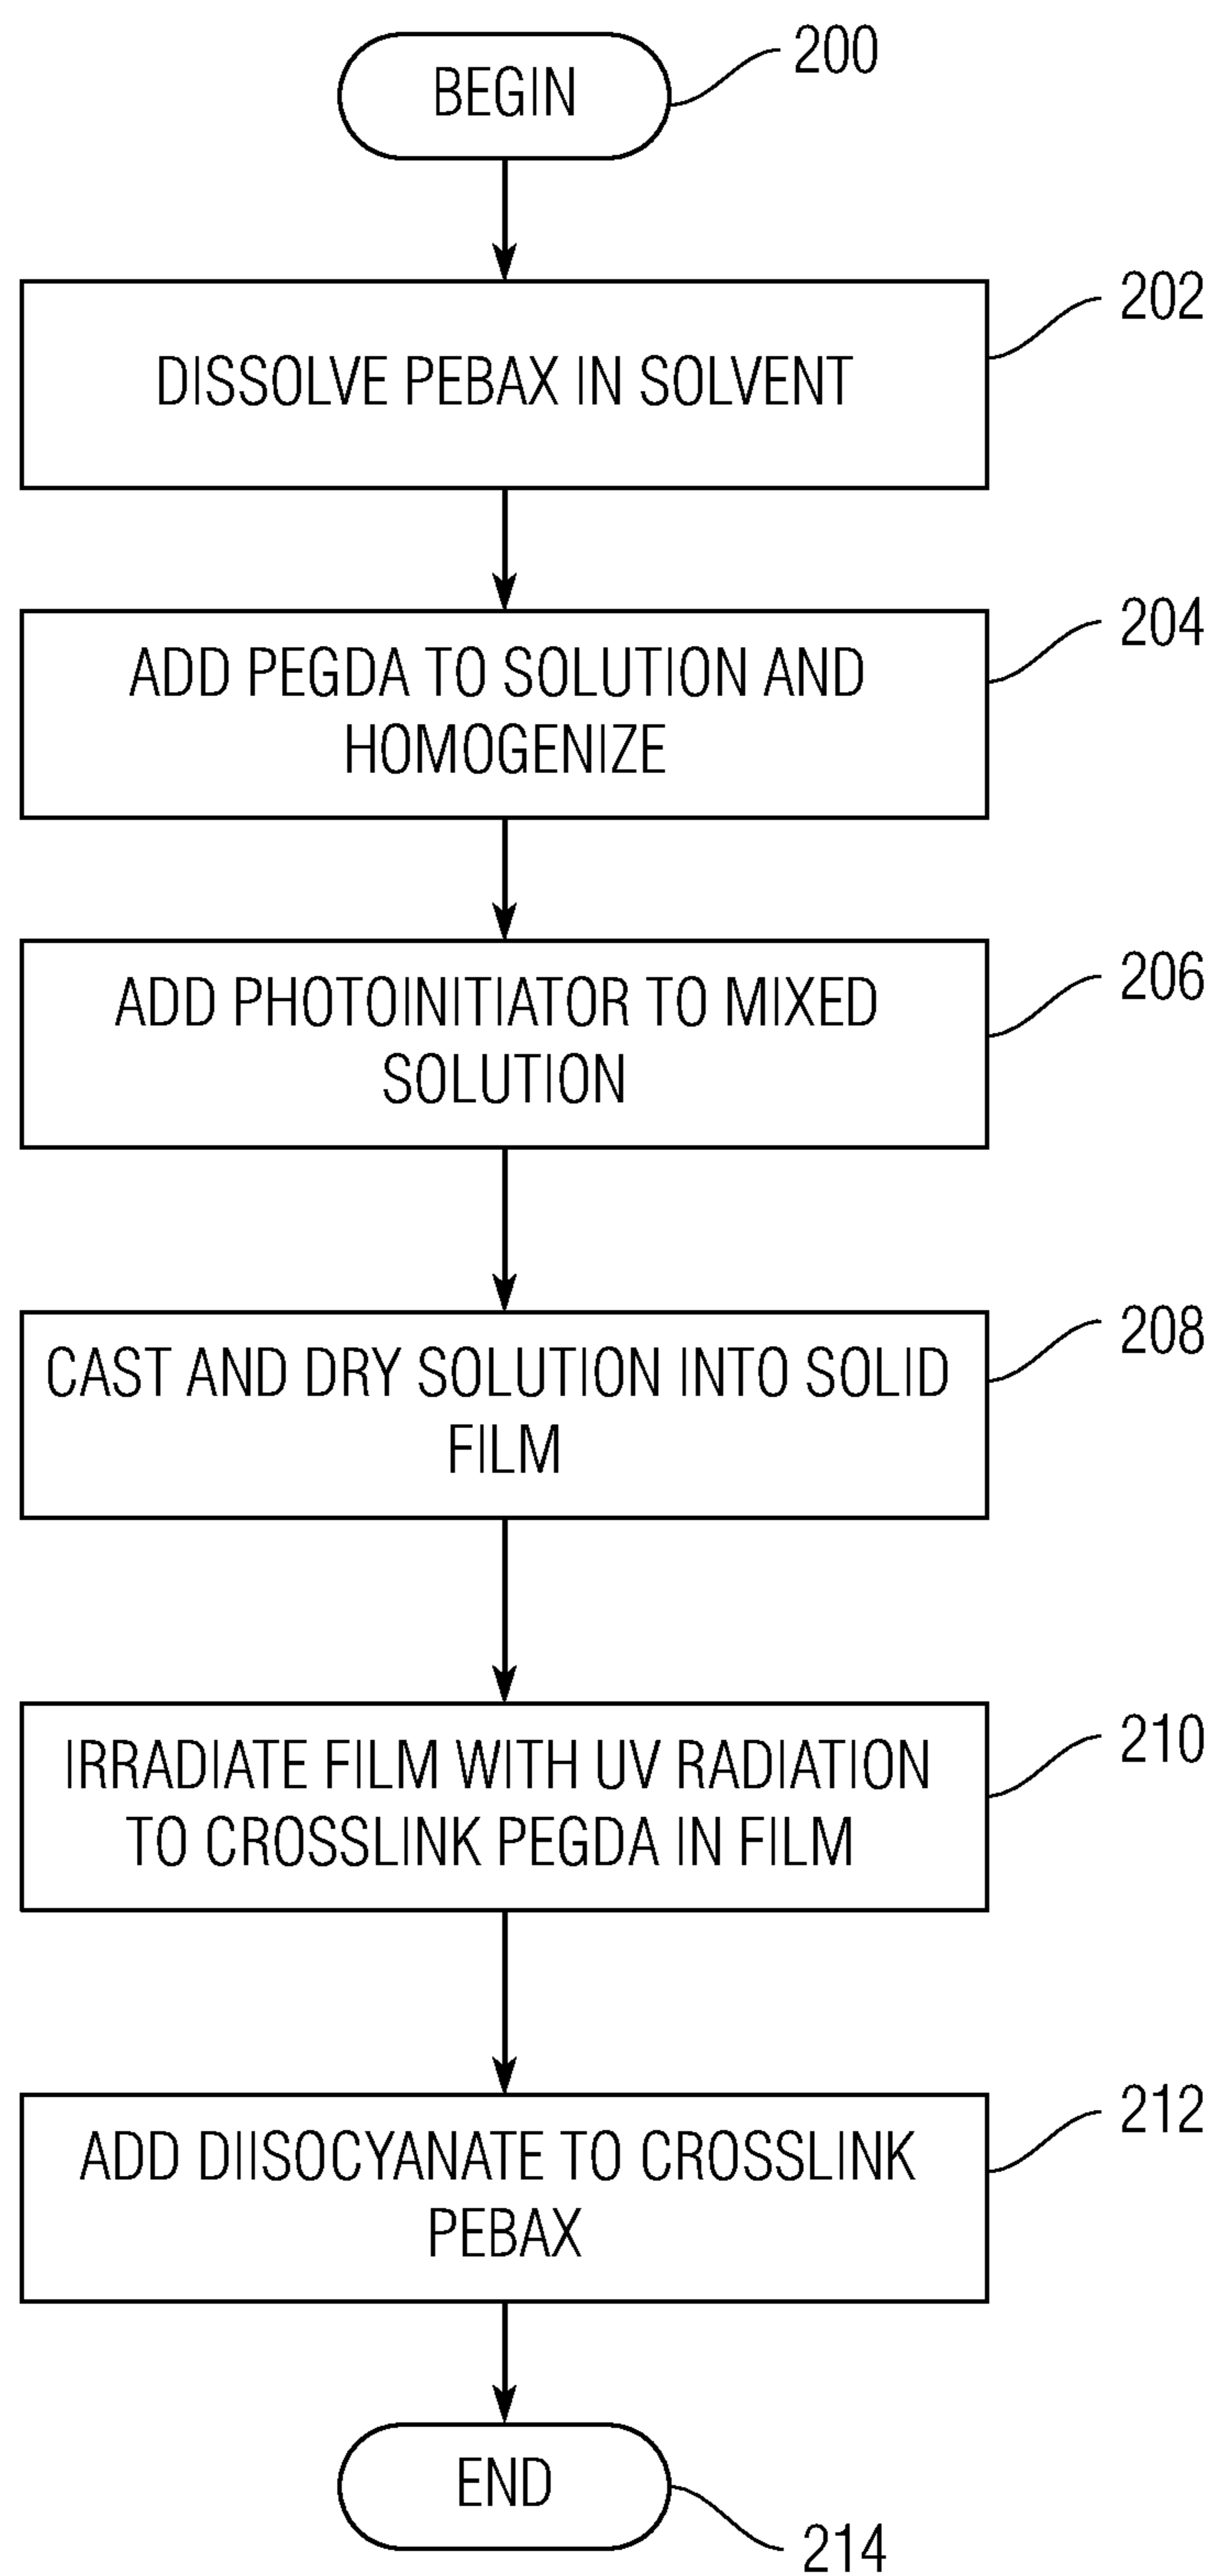 BEGIN
200
DISSOLVE PEBAX IN SOLVENT
202
ADD PEGDA TO SOLUTION AND
HOMOGENIZE
204
ADD PHOTOINITIATOR TO MIXED
SOLUTION
206
CAST AND DRY SOLUTION INTO SOLID
FILM
208
IRRADIATE FILM WITH UV RADIATION
TO CROSSLINK PEGDA IN FILM
210
ADD DIISOCYANATE TO CROSSLINK
PEBAX
212
END
214